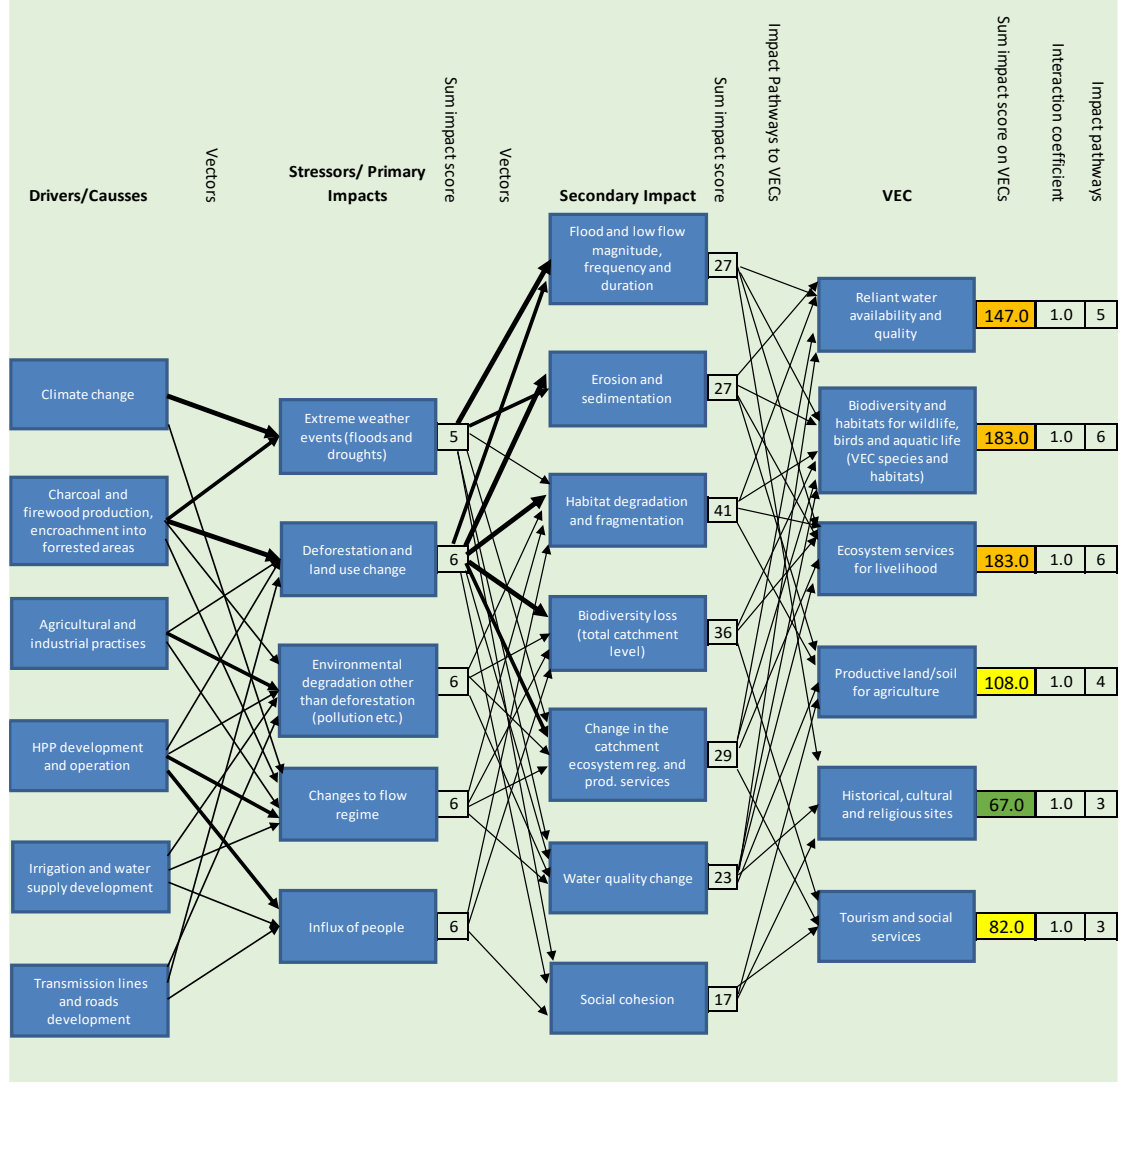 Drivers/Causses
Vectors
Stressors/ Primary
Impacts
Sum impact score
Vectors
Secondary Impact
Sum impact score
Impact Pathways to VECs
VEC
Sum impact score on VECs
Interaction coefficient
Impact pathways
Climate change
Charcoal and
firewood production,
encroachment into
forrested areas
Agricultural and
industrial practises
HPP development
and operation
Irrigation and water
supply development
Transmission lines
and roads
development
Extreme weather
events (floods and
droughts)
5
Deforestation and
land use change
6
Environmental
degradation other
than deforestation
(pollution etc.)
6
Changes to flow
regime
6
Influx of people
6
Flood and low flow
magnitude,
frequency and
duration
27
Erosion and
sedimentation
27
Habitat degradation
and fragmentation
41
Biodiversity loss
(total catchment
level)
36
Change in the
catchment
ecosystem reg. and
prod. services
29
Water quality change
23
Social cohesion
17
Reliant water
availability and
quality
147.0 1.0 5
Biodiversity and
habitats for wildlife,
birds and aquatic life
(VEC species and
habitats)
183.0 1.0 6
Ecosystem services
for livelihood
183.0 1.0 6
Productive land/soil
for agriculture
108.0 1.0 4
Historical, cultural
and religious sites
67.0 1.0 3
Tourism and social
services
82.0 1.0 3